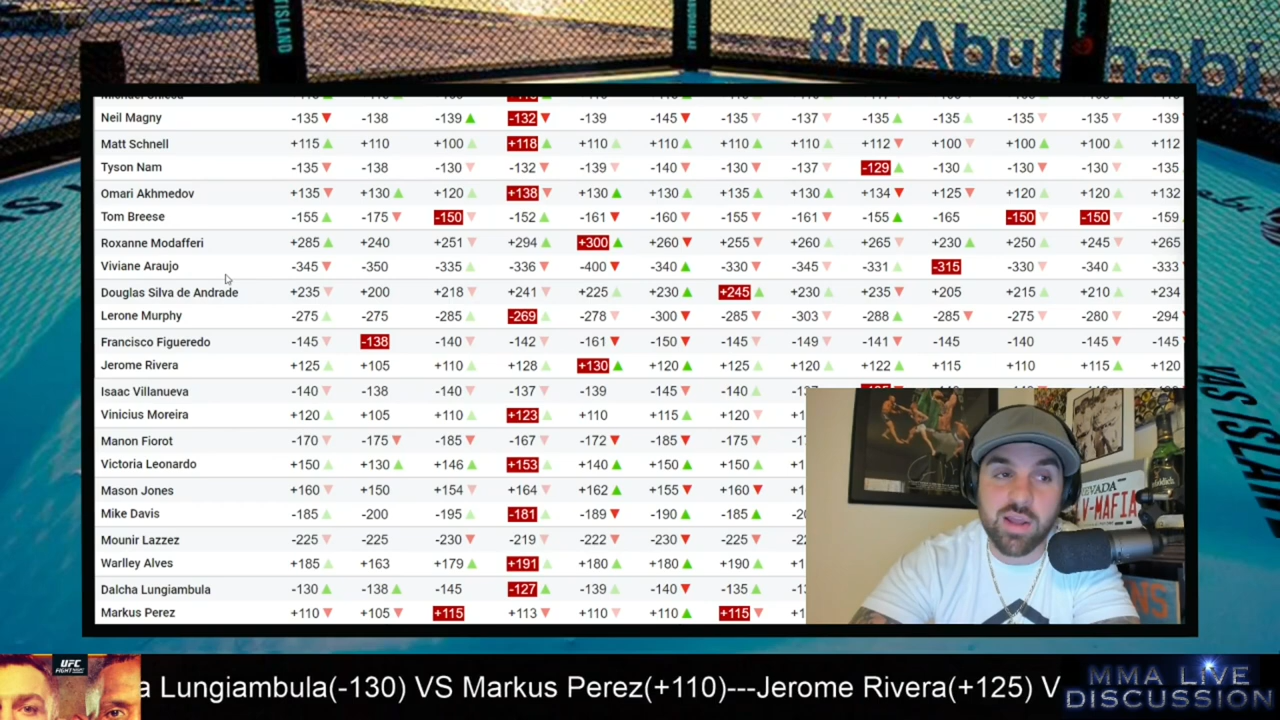 #InAbuDhabi
Neil Magny -135 -138 -139 -132 -139 -145 -135 -137 -135 -135 -135 -135 -139
Matt Schnell +115 +110 +100 +118 +110 +110 +110 +110 +112 +100 +100 +100 +112
Tyson Nam -135 -138 -130 -132 -139 -140 -130 -137 -129 -130 -130 -130 -135
Omari Akhmedov +135 +130 +120 +138 +130 +130 +135 +130 +134 +125 +120 +120 +132
Tom Breese -155 -175 -150 -152 -161 -160 -155 -161 -155 -165 -150 -150 -159
Roxanne Modafferi +285 +240 +251 +294 +300 +260 +255 +260 +265 +230 +250 +245 +265
Viviane Araujo -345 -350 -335 -336 -400 -340 -330 -345 -331 -315 -330 -340 -333
Douglas Silva de Andrade +235 +200 +218 +241 +225 +230 +245 +230 +235 +205 +215 +210 +234
Lerone Murphy -275 -275 -285 -269 -278 -300 -285 -303 -288 -285 -275 -280 -294
Francisco Figueredo -145 -138 -140 -142 -161 -150 -145 -149 -141 -145 -140 -145 -145
Jerome Rivera +125 +105 +110 +128 +130 +120 +125 +120 +122 +115 +110 +115 +120
Isaac Villanueva -140 -138 -140 -137 -139 -145 -140
Vinicius Moreira +120 +105 +110 +123 +110 +115 +120
Manon Fiorot -170 -175 -185 -167 -172 -185 -175
Victoria Leonardo +150 +130 +146 +153 +140 +150 +150
Mason Jones +160 +150 +154 +164 +162 +155 +160
Mike Davis -185 -200 -195 -181 -189 -190 -185
Mounir Lazzez -225 -225 -230 -219 -222 -230 -225
Warlley Alves +185 +163 +179 +191 +180 +180 +190
Dalcha Lungiambula -130 -138 -145 -127 -139 -140 -135
Markus Perez +110 +105 +115 +113 +110 +110 +115
NEVADA
V-MAFIA
UFC
FIGHT NIGHT
a Lungiambula(-130) VS Markus Perez(+110)---Jerome Rivera(+125) V
MMA LIVE
DISCUSSION